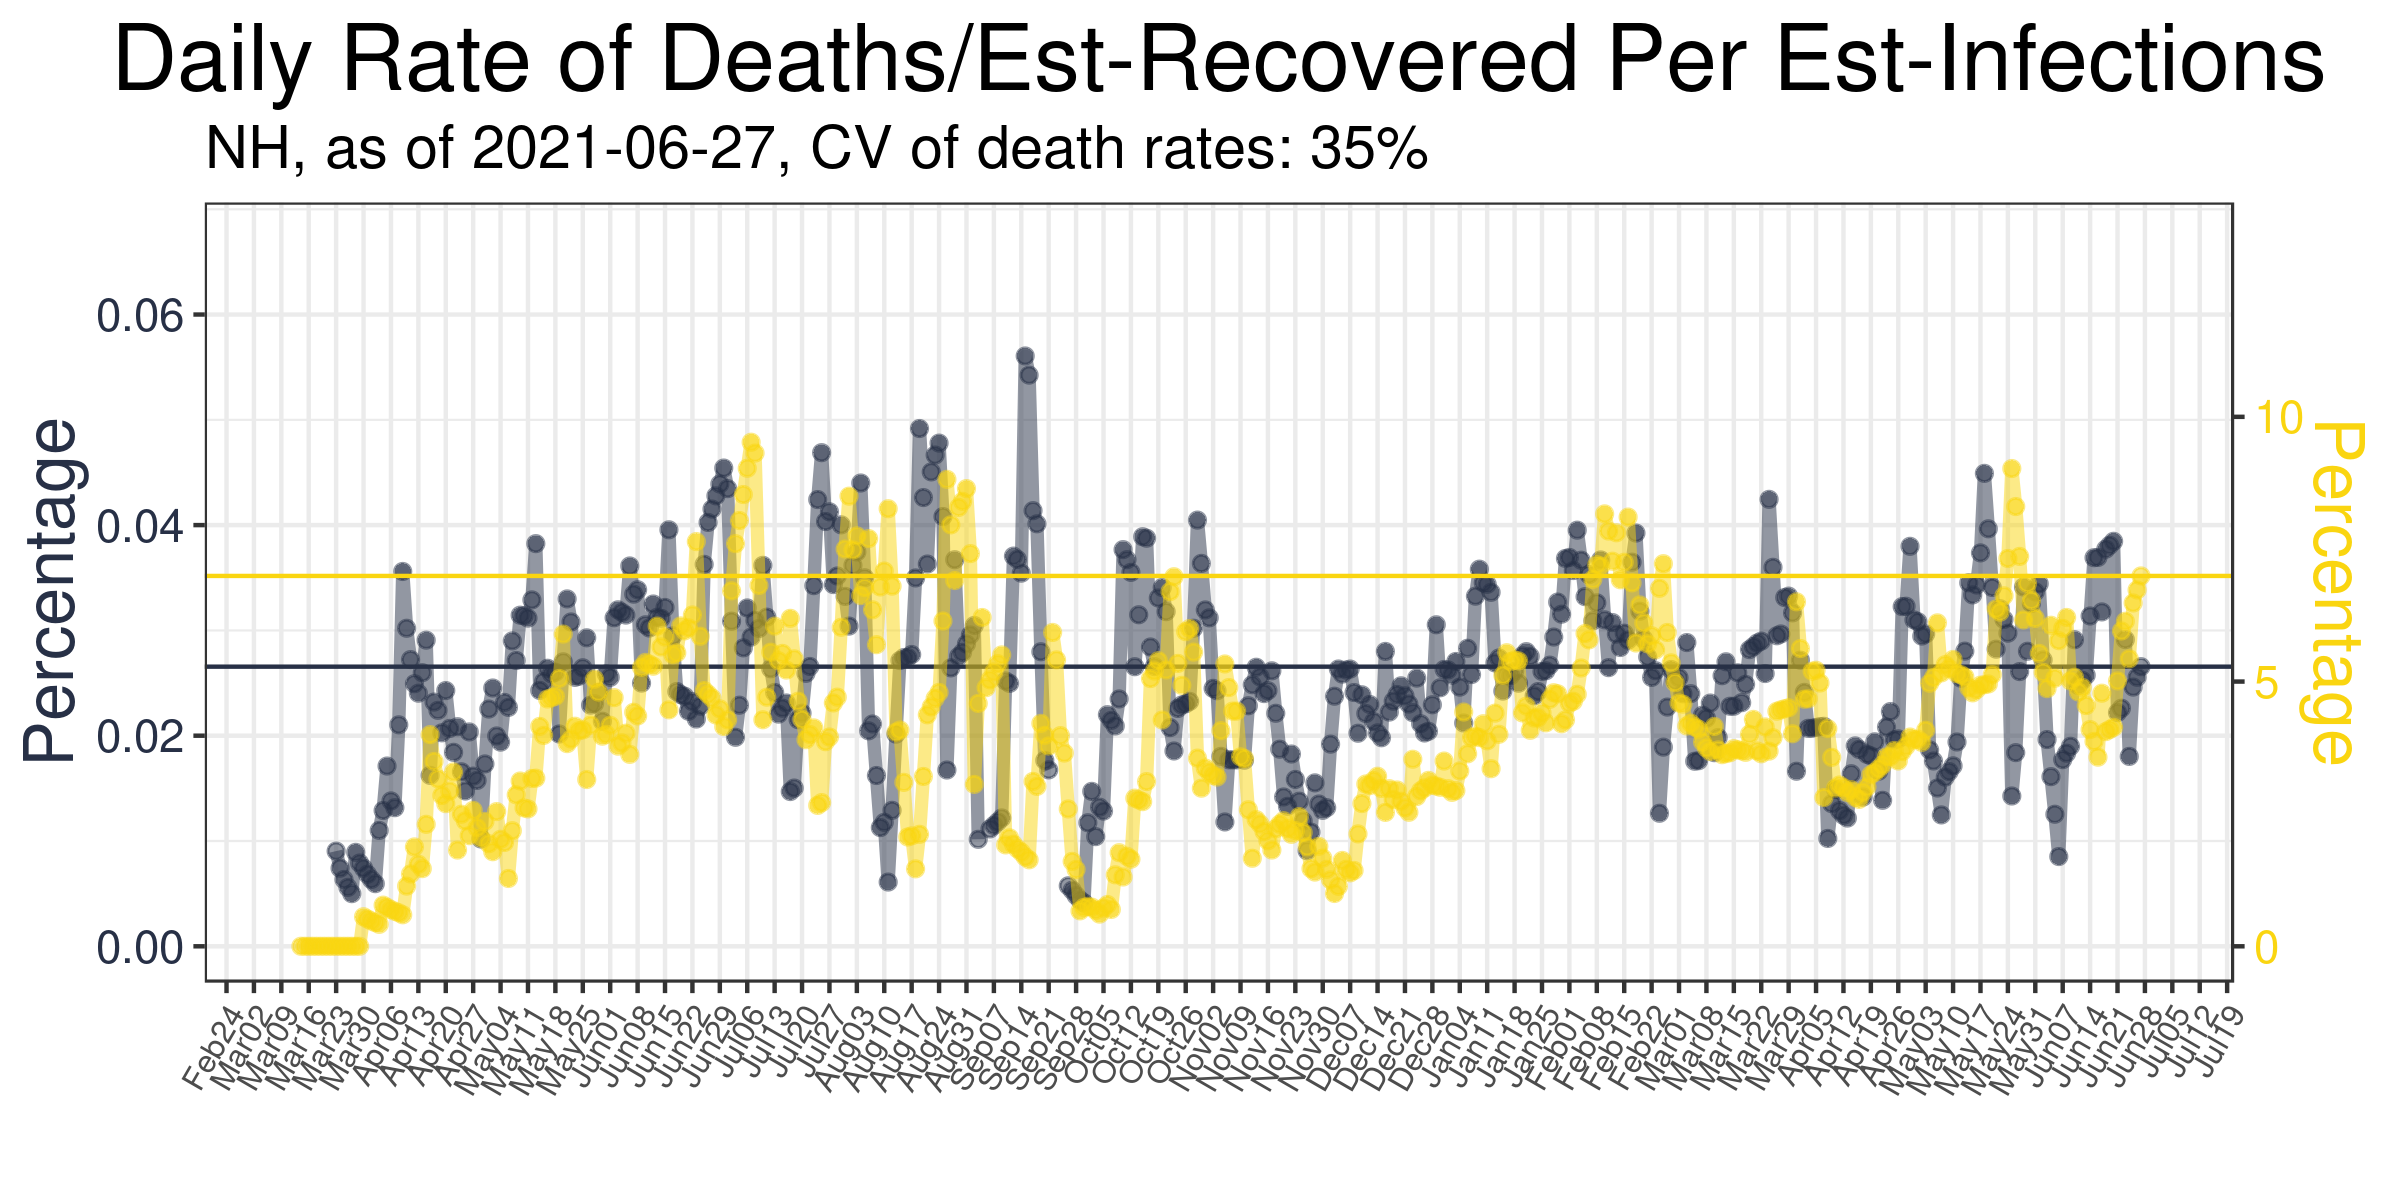 Daily Rate of Deaths/Est-Recovered Per Est-Infections
NH, as of 2021-06-27, CV of death rates: 35%
Percentage
0.06
0.04
0.02
0.00
10
5
0
Percentage
Feb24
Mar02
Mar09
Mar16
Mar23
Mar30
Apr06
Apr13
Apr20
Apr27
May04
May11
May18
May25
Jun01
Jun08
Jun15
Jun22
Jun29
Jul06
Jul13
Jul20
Jul27
Aug03
Aug10
Aug17
Aug24
Aug31
Sep07
Sep14
Sep21
Sep28
Oct05
Oct12
Oct19
Oct26
Nov02
Nov09
Nov16
Nov23
Nov30
Dec07
Dec14
Dec21
Dec28
Jan04
Jan11
Jan18
Jan25
Feb01
Feb08
Feb15
Feb22
Mar01
Mar08
Mar15
Mar22
Mar29
Apr05
Apr12
Apr19
Apr26
May03
May10
May17
May24
May31
Jun07
Jun14
Jun21
Jun28
Jul05
Jul12
Jul19